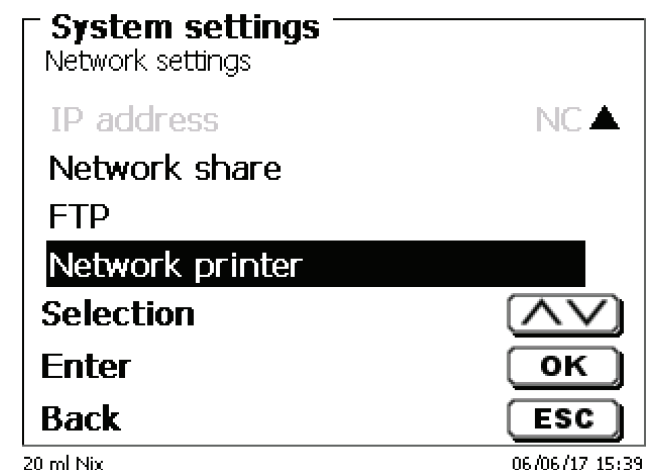 System settings
Network settings
IP address NC
Network share
FTP
Network printer
Selection
Enter OK
Back ESC
20 ml Nix 06/06/17 15:39